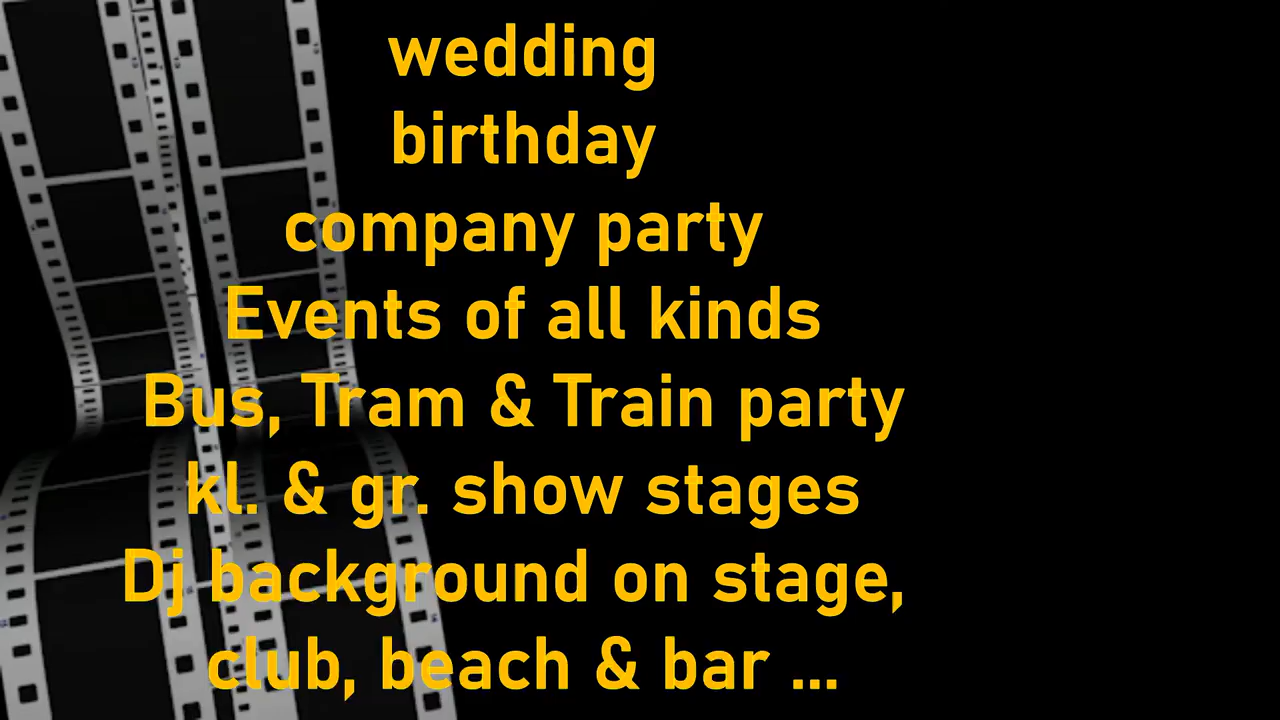 wedding
birthday
company party
Events of all kinds
Bus, Tram & Train party
kl. & gr. show stages
Dj background on stage,
club, beach & bar ...